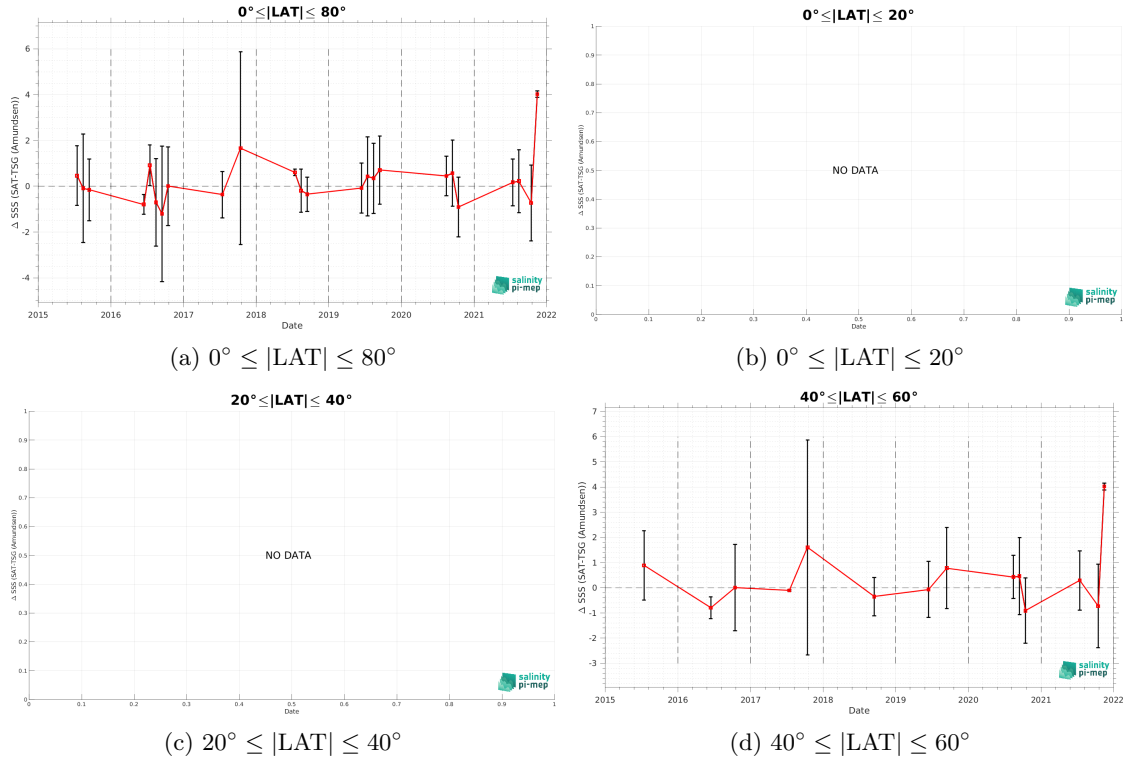 0°≤|LAT|≤ 80°
Δ SSS (SAT-TSG (Amundsen))
4
2
0
-2
-4
2015 2016 2017 2018 2019 2020 2021 2022
Date
salinity
pi-mep
(a) 0° ≤ |LAT| ≤ 80°
0°≤|LAT|≤ 20°
Δ SSS (SAT-TSG (Amundsen))
1
0.9
0.8
0.7
0.6
0.5
0.4
0.3
0.2
0.1
0
NO DATA
0 0.1 0.2 0.3 0.4 0.5 0.6 0.7 0.8 0.9 1
Date
salinity
pi-mep
(b) 0° ≤ |LAT| ≤ 20°
20°≤|LAT|≤ 40°
Δ SSS (SAT-TSG (Amundsen))
1
0.9
0.8
0.7
0.6
0.5
0.4
0.3
0.2
0.1
0
NO DATA
0 0.1 0.2 0.3 0.4 0.5 0.6 0.7 0.8 0.9 1
Date
salinity
pi-mep
(c) 20° ≤ |LAT| ≤ 40°
40°≤|LAT|≤ 60°
Δ SSS (SAT-TSG (Amundsen))
7
6
5
4
3
2
1
0
-1
-2
-3
2015 2016 2017 2018 2019 2020 2021 2022
Date
salinity
pi-mep
(d) 40° ≤ |LAT| ≤ 60°